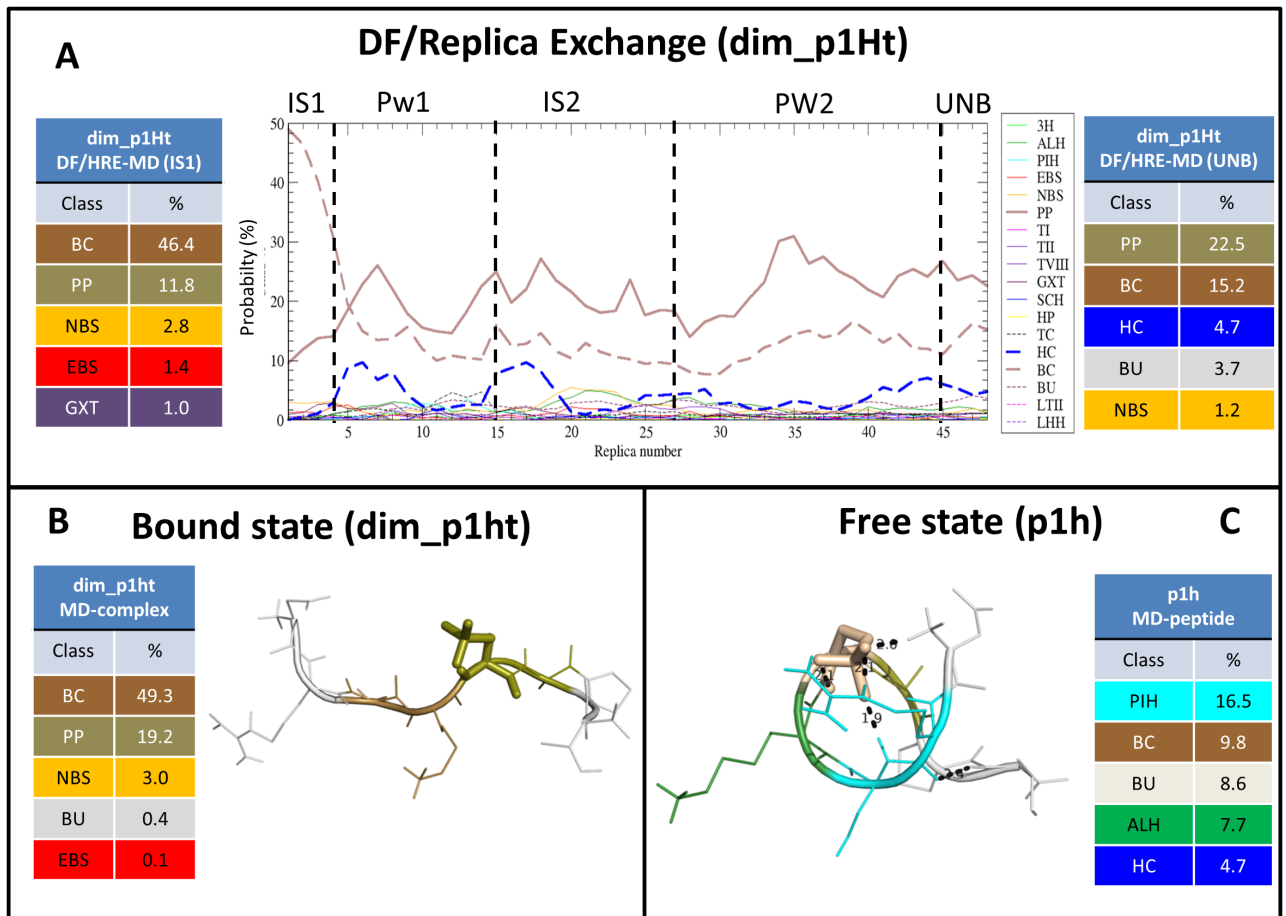 A
DF/Replica Exchange (dim_p1Ht)
IS1 Pw1 IS2 PW2 UNB
dim_p1Ht
DF/HRE-MD (IS1)
Class %
BC 46.4
PP 11.8
NBS 2.8
EBS 1.4
GXT 1.0
Probabilty (%)
50
40
30
20
10
0
5 10 15 20 25 30 35 40 45
Replica number
3H
ALH
PIH
EBS
NBS
PP
TI
TII
TVIII
GXT
SCH
HP
TC
HC
BC
BU
LTII
LHH
dim_p1Ht
DF/HRE-MD (UNB)
Class %
PP 22.5
BC 15.2
HC 4.7
BU 3.7
NBS 1.2
B
Bound state (dim_p1ht)
dim_p1ht
MD-complex
Class %
BC 49.3
PP 19.2
NBS 3.0
BU 0.4
EBS 0.1
Free state (p1h)
C
1.9
p1h
MD-peptide
Class %
PIH 16.5
BC 9.8
BU 8.6
ALH 7.7
HC 4.7